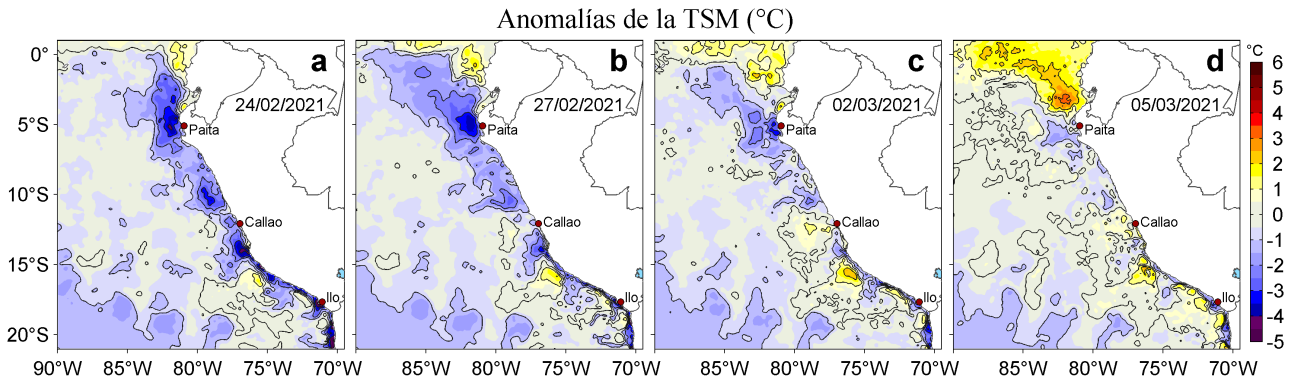 Anomalías de la TSM (°C)
a
b
c
d
24/02/2021
27/02/2021
02/03/2021
05/03/2021
0°
5°S
10°S
15°S
20°S
Paita
Callao
Ilo
Paita
Callao
Ilo
Paita
Callao
Ilo
Paita
Callao
Ilo
90°W 85°W 80°W 75°W 70°W
85°W 80°W 75°W 70°W
85°W 80°W 75°W 70°W
85°W 80°W 75°W 70°W
°C
6
5
4
3
2
1
0
-1
-2
-3
-4
-5